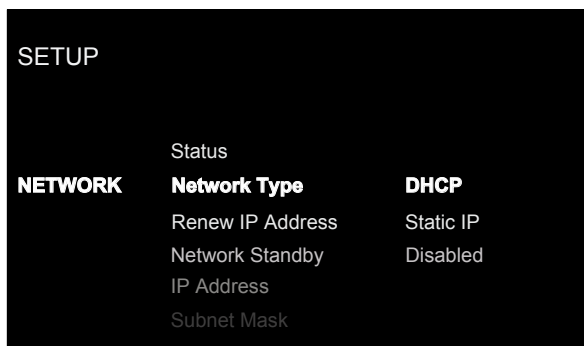 SETUP
Status
NETWORK Network Type DHCP
Renew IP Address Static IP
Network Standby Disabled
IP Address
Subnet Mask